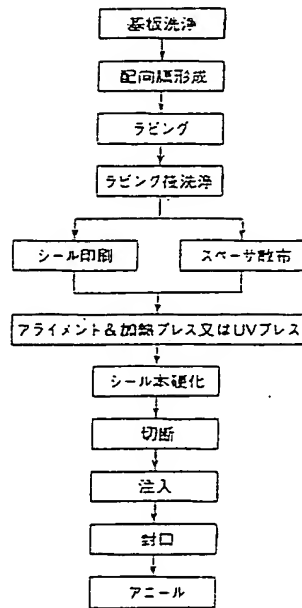 基板洗浄
配向膜形成
ラビング
ラビング後洗浄
シール印刷
スペーサ散布
アライメント&加熱プレス又はUVプレス
シール本硬化
切断
注入
封口
アニール